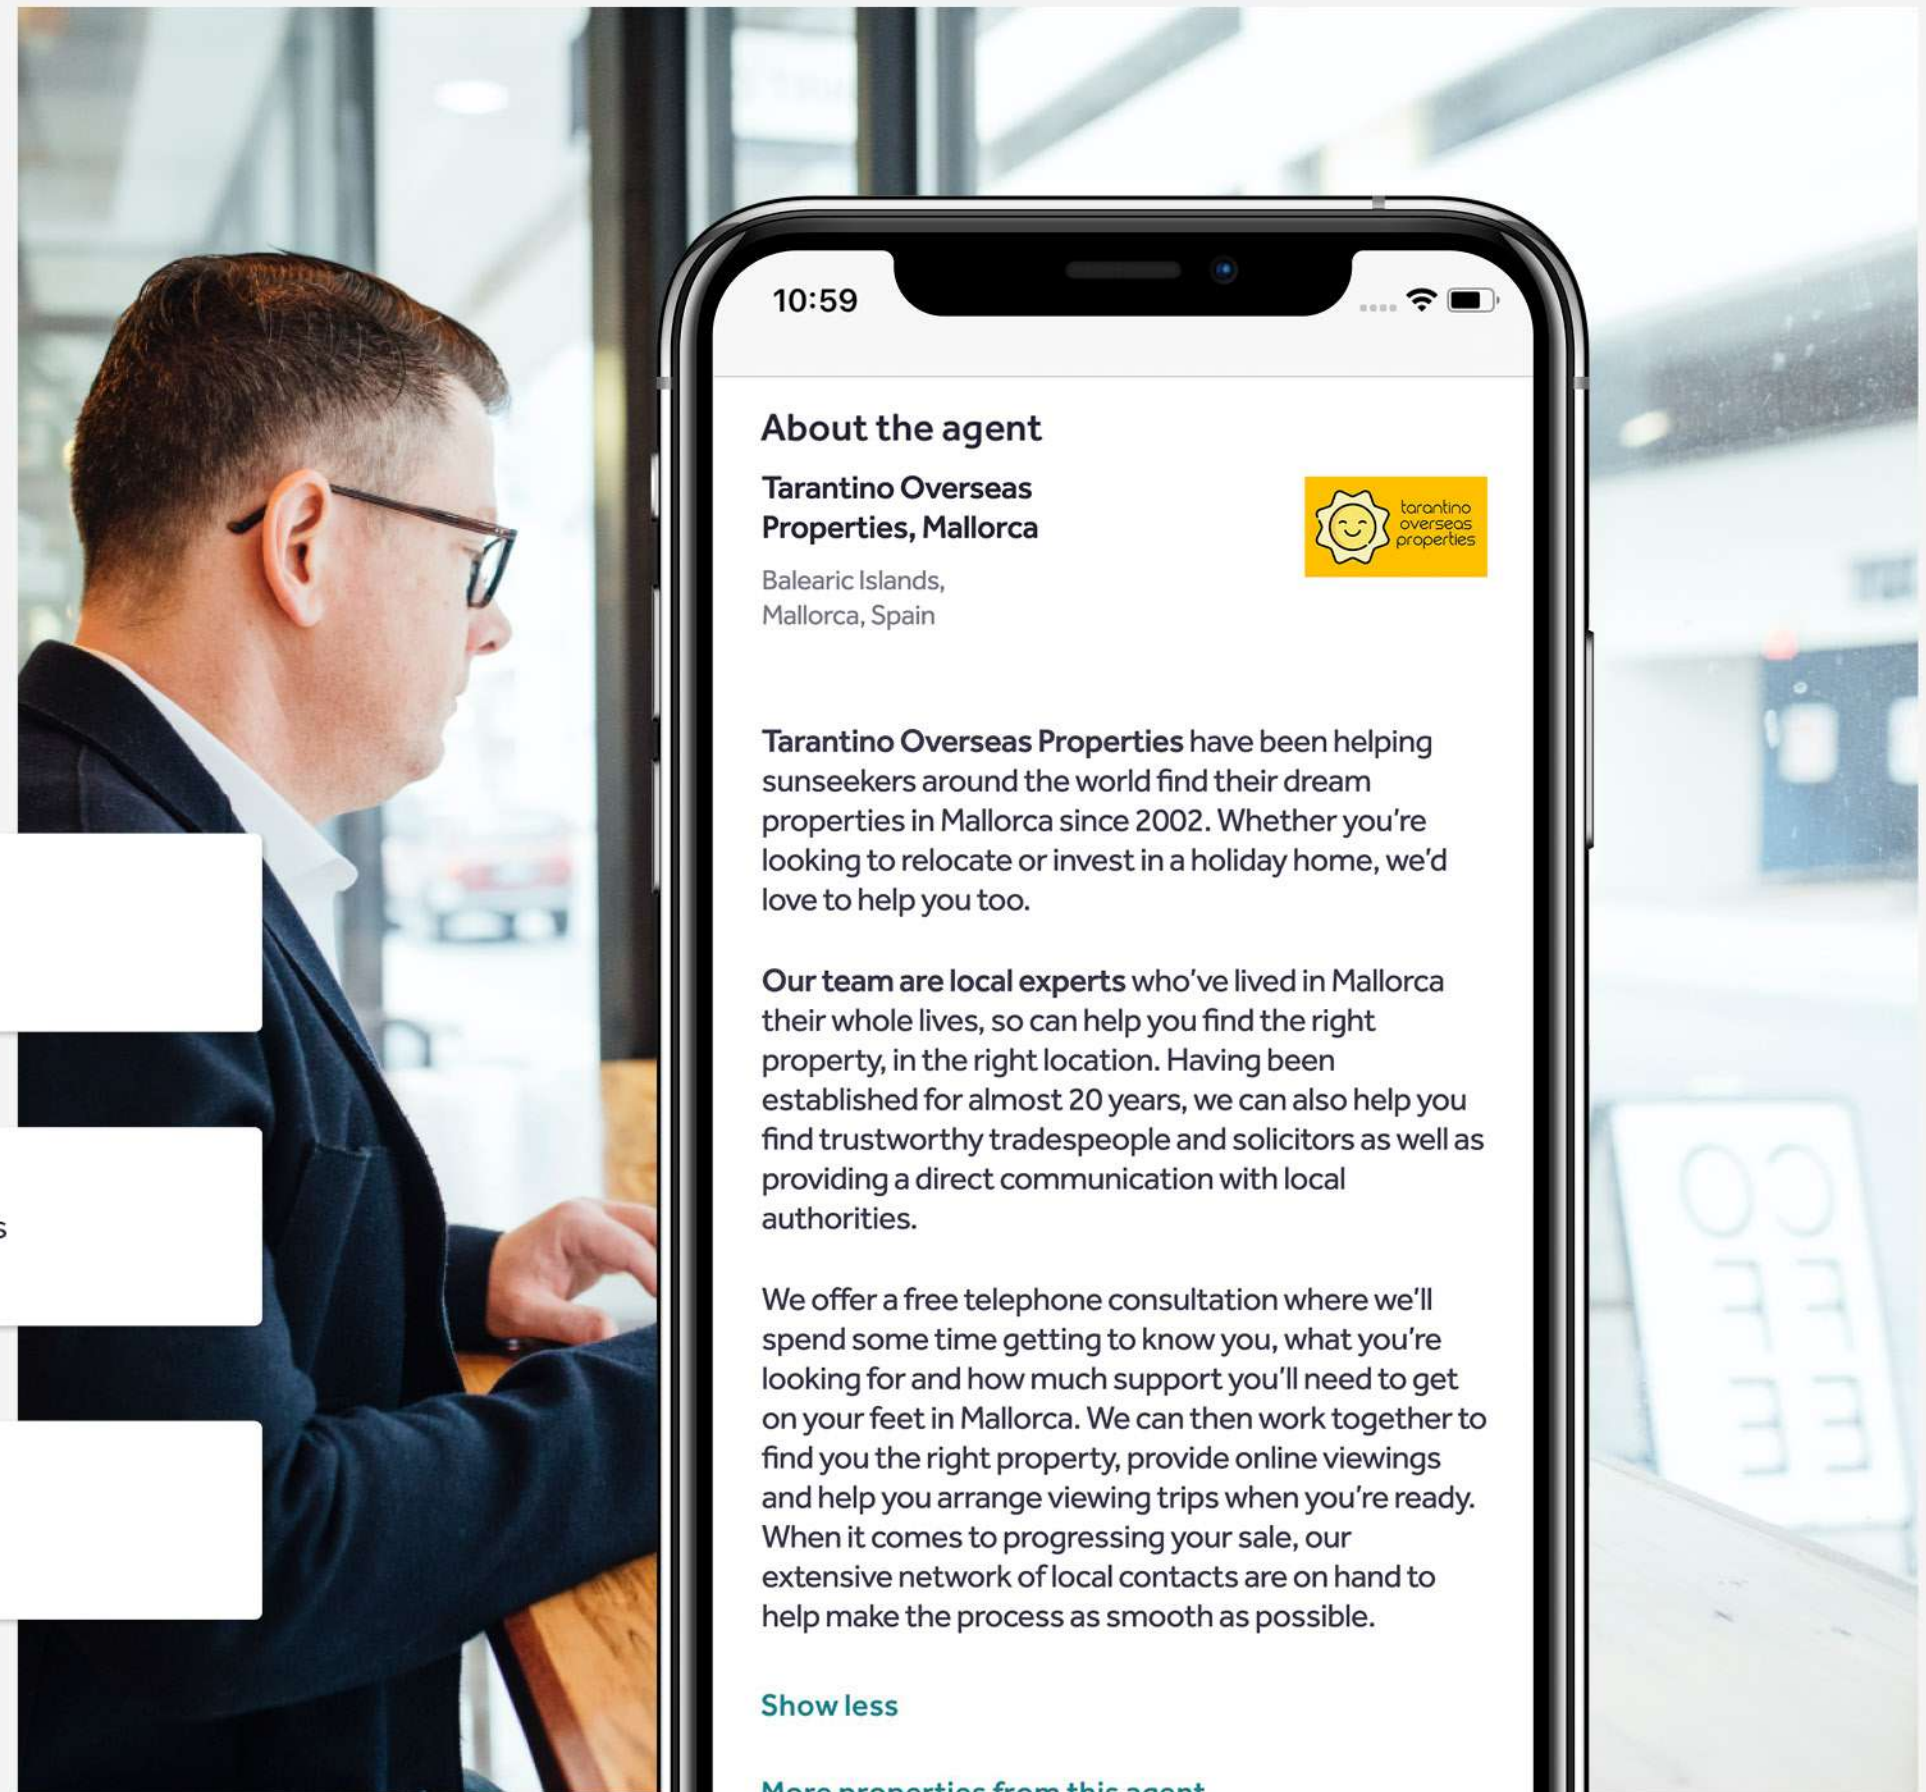 10:59
About the agent
Tarantino Overseas
Properties, Mallorca
tarantino
overseas
properties
Balearic Islands,
Mallorca, Spain
Tarantino Overseas Properties have been helping
sunseekers around the world find their dream
properties in Mallorca since 2002. Whether you're
looking to relocate or invest in a holiday home, we'd
love to help you too.
Our team are local experts who've lived in Mallorca
their whole lives, so can help you find the right
property, in the right location. Having been
established for almost 20 years, we can also help you
find trustworthy tradespeople and solicitors as well as
providing a direct communication with local
authorities.
s
We offer a free telephone consultation where we'll
spend some time getting to know you, what you're
looking for and how much support you'll need to get
on your feet in Mallorca. We can then work together to
find you the right property, provide online viewings
and help you arrange viewing trips when you're ready.
When it comes to progressing your sale, our
extensive network of local contacts are on hand to
help make the process as smooth as possible.
Show less
More properties from this agent
CO
FF
EE